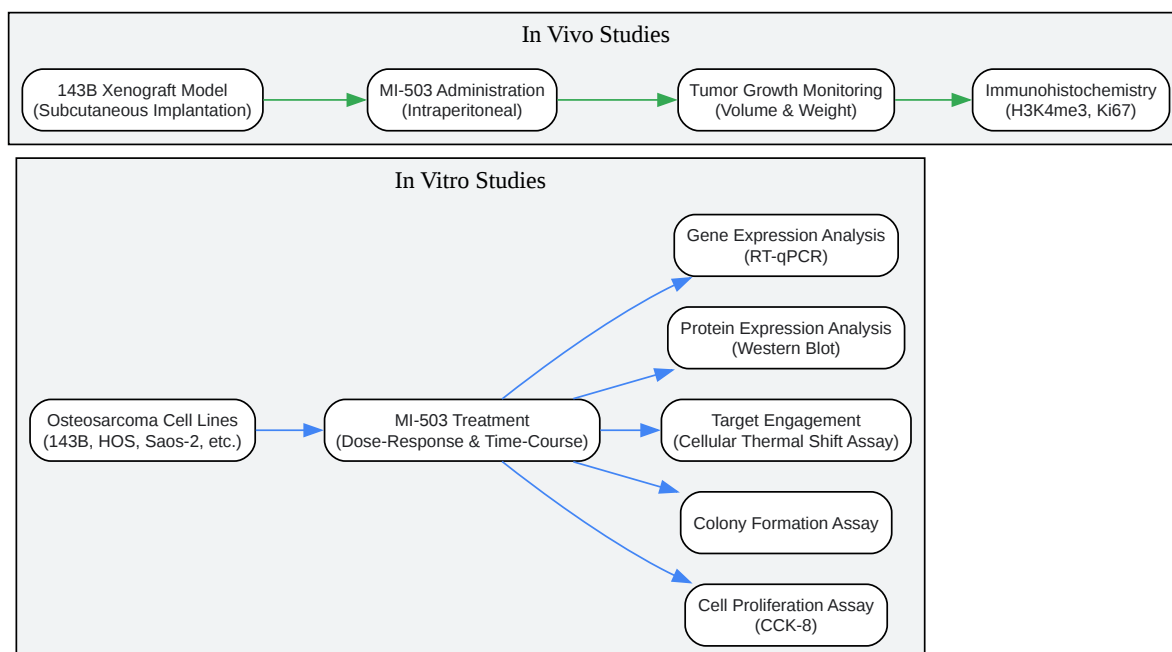 In Vivo Studies
143B Xenograft Model
(Subcutaneous Implantation)
MI-503 Administration
(Intraperitoneal)
Tumor Growth Monitoring
(Volume & Weight)
Immunohistochemistry
(H3K4me3, Ki67)
In Vitro Studies
Osteosarcoma Cell Lines
(143B, HOS, Saos-2, etc.)
MI-503 Treatment
(Dose-Response & Time-Course)
Gene Expression Analysis
(RT-qPCR)
Protein Expression Analysis
(Western Blot)
Target Engagement
(Cellular Thermal Shift Assay)
Colony Formation Assay
Cell Proliferation Assay
(CCK-8)